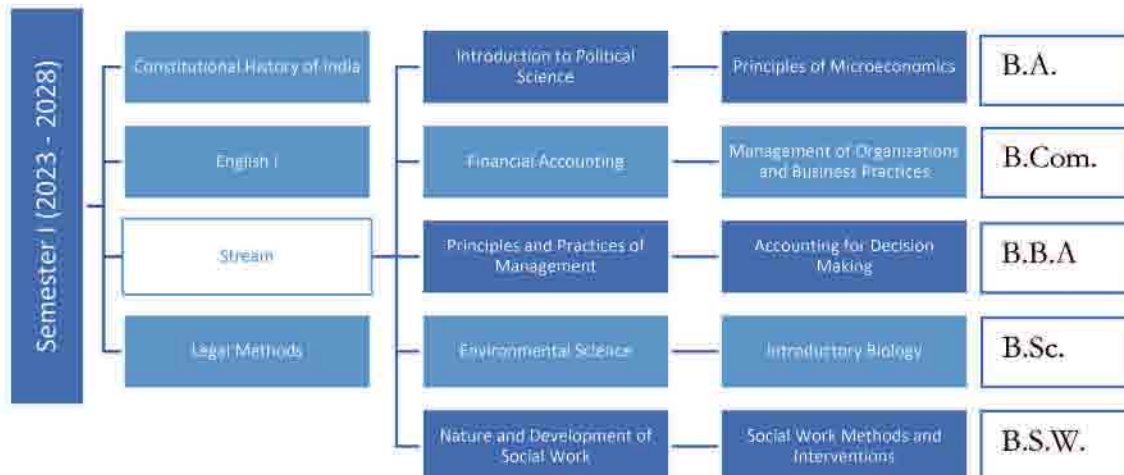 Semester I (2023 - 2028)
Constitutional History of India
English I
Stream
Legal Methods
Introduction to Political
Science
Principles of Microeconomics
B.A.
Financial Accounting
Management of Organizations
and Business Practices
B.Com.
Principles and Practices of
Management
Accounting for Decision
Making
B.B.A
Environmental Science
Introductory Biology
B.Sc.
Nature and Development of
Social Work
Social Work Methods and
Interventions
B.S.W.